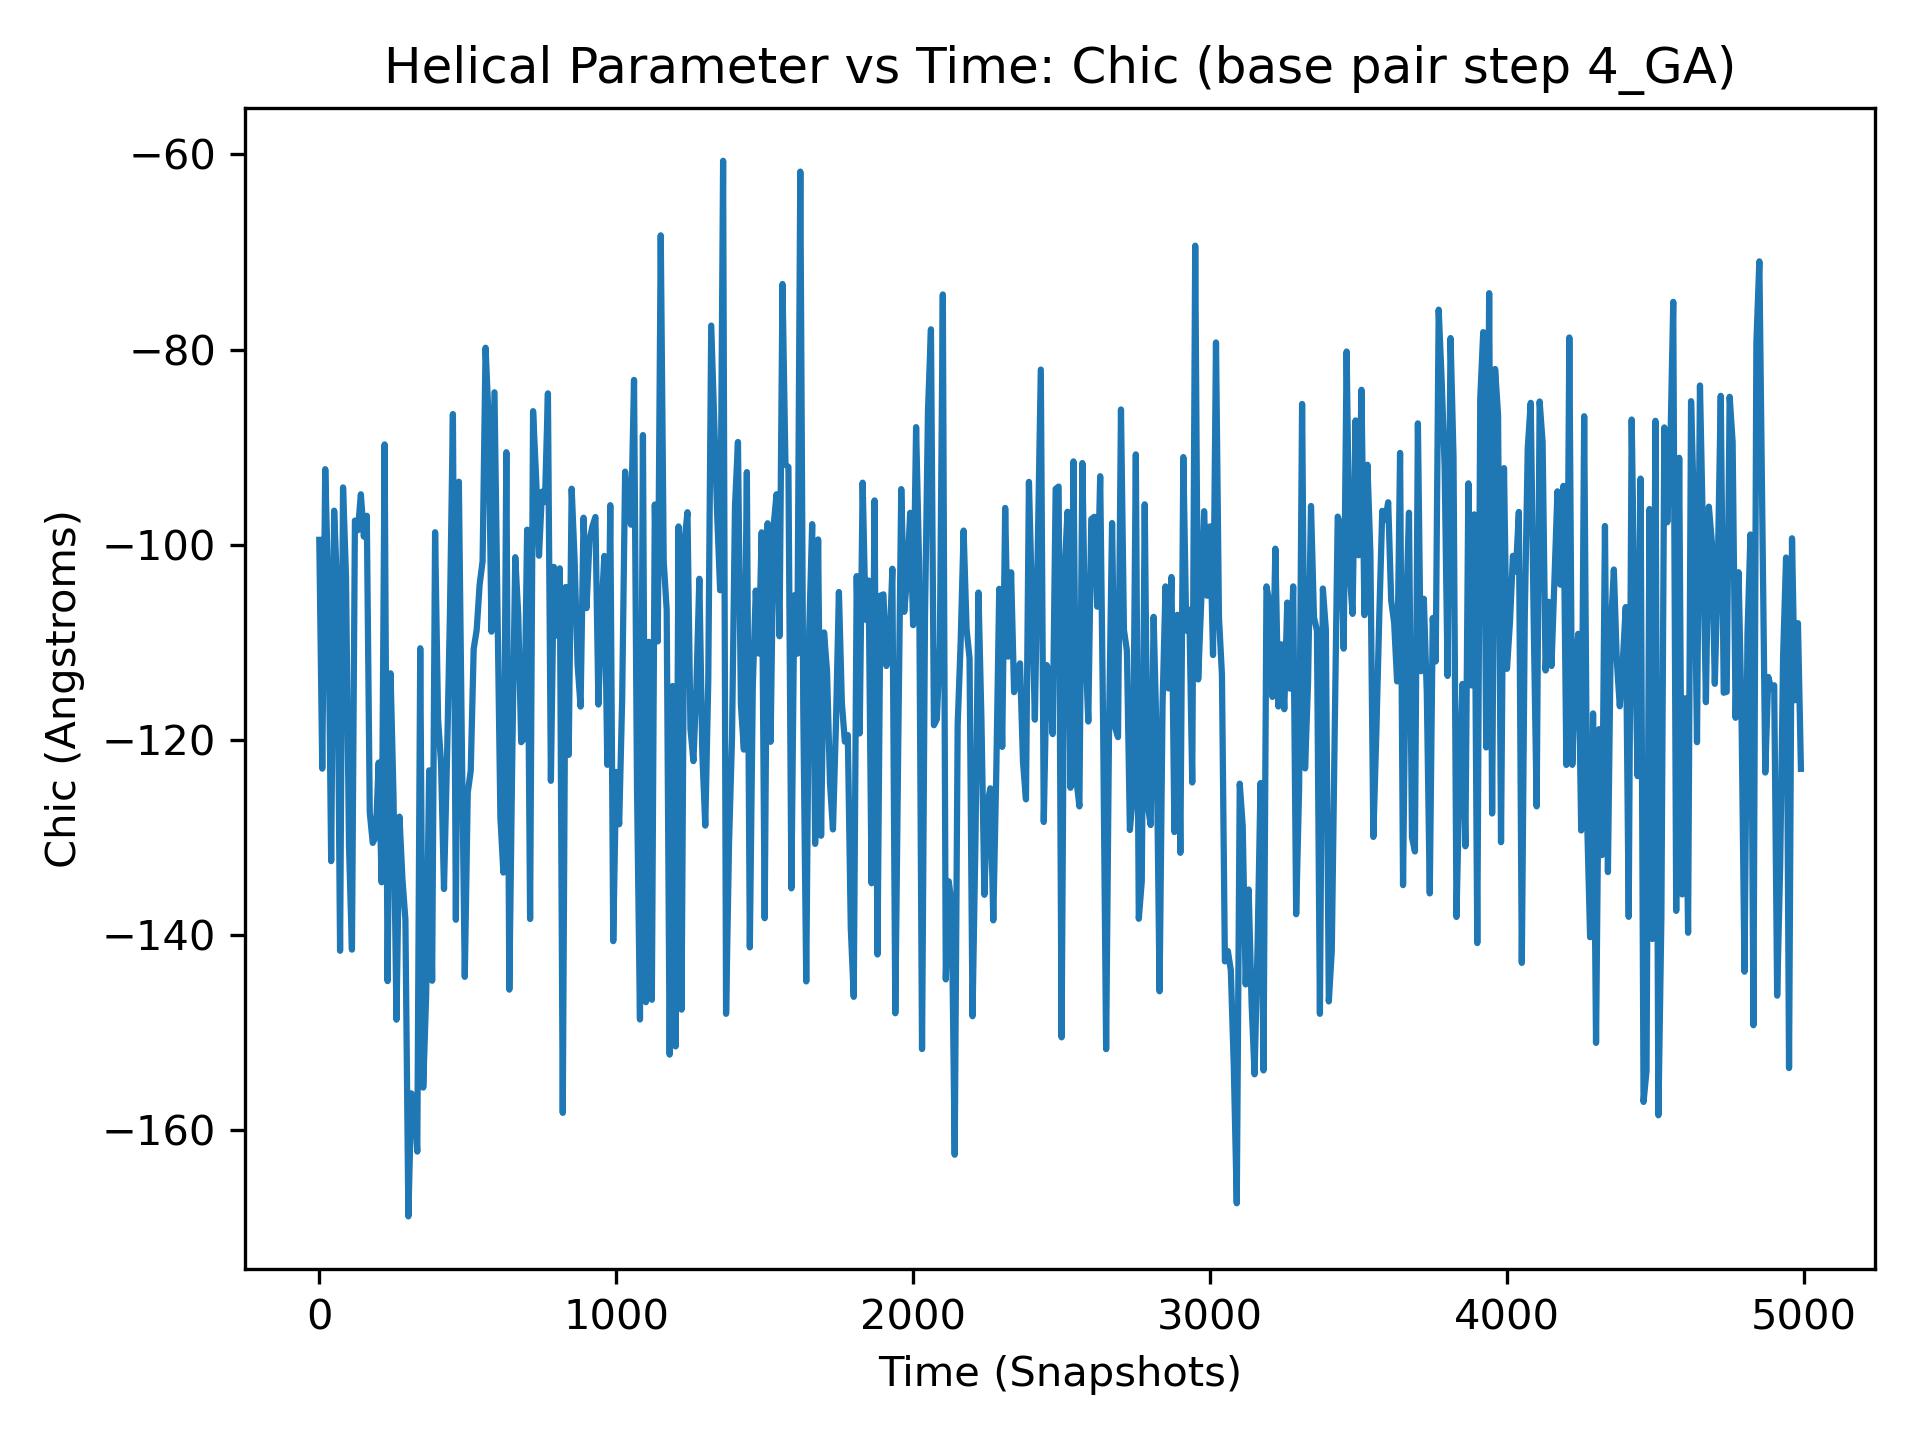 Helical Parameter vs Time: Chic (base pair step 4_GA)
Chic (Angstroms)
−60
−80
−100
−120
−140
−160
0 1000 2000 3000 4000 5000
Time (Snapshots)